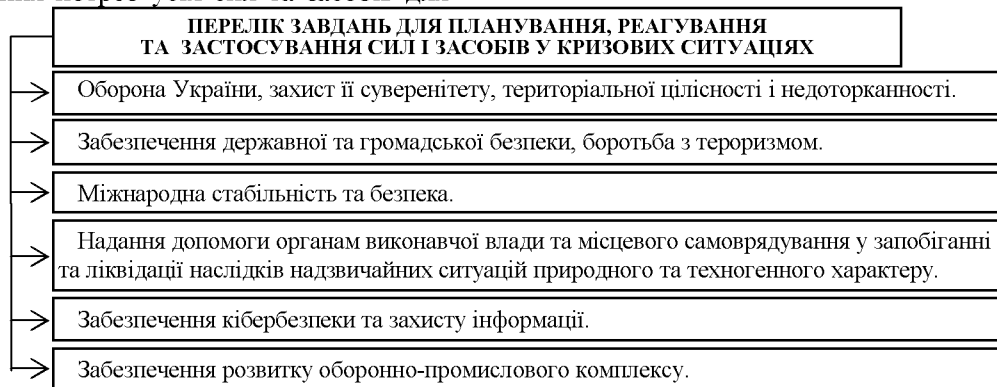 ПЕРЕЛІК ЗАВДАНЬ ДЛЯ ПЛАНУВАННЯ, РЕАГУВАННЯ
ТА ЗАСТОСУВАННЯ СИЛ І ЗАСОБІВ У КРИЗОВИХ СИТУАЦІЯХ
Оборона України, захист її суверенітету, територіальної цілісності і недоторканності.
Забезпечення державної та громадської безпеки, боротьба з тероризмом.
Міжнародна стабільність та безпека.
Надання допомоги органам виконавчої влади та місцевого самоврядування у запобіганні
та ліквідації наслідків надзвичайних ситуацій природного та техногенного характеру.
Забезпечення кібербезпеки та захисту інформації.
Забезпечення розвитку оборонно-промислового комплексу.